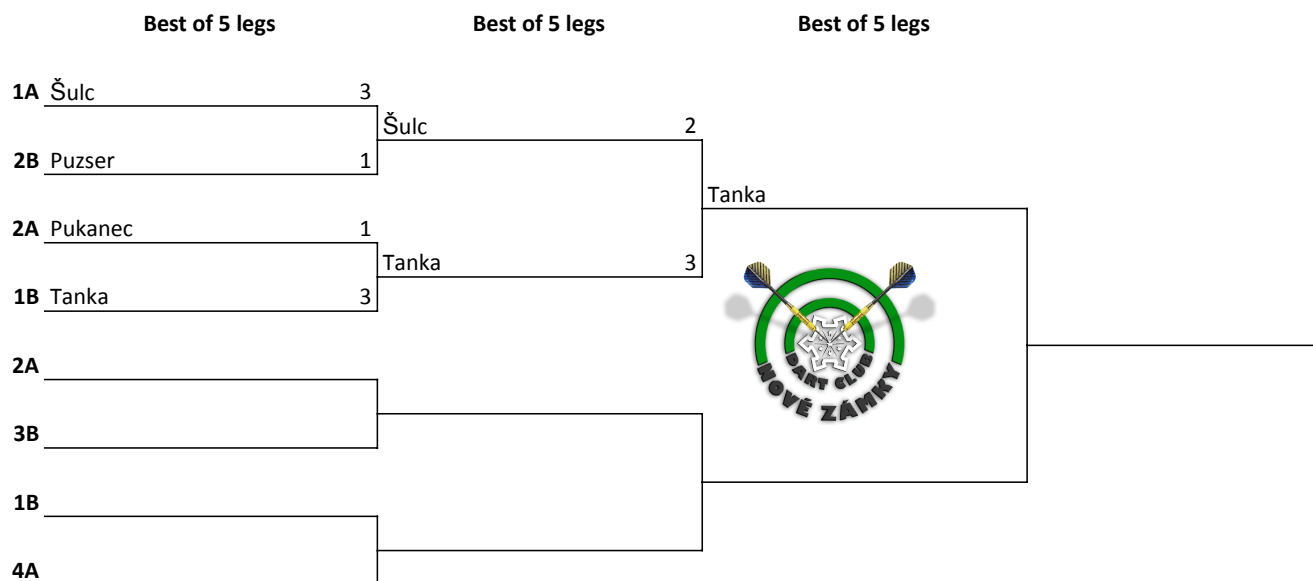 Best of 5 legs Best of 5 legs Best of 5 legs
1A Šulc 3
Šulc 2
2B Puzser 1
Tanka
2A Pukanec 1
Tanka 3
1B Tanka 3
2A
DART CLUB
NOVÉ ZÁMKY
3B
1B
4A